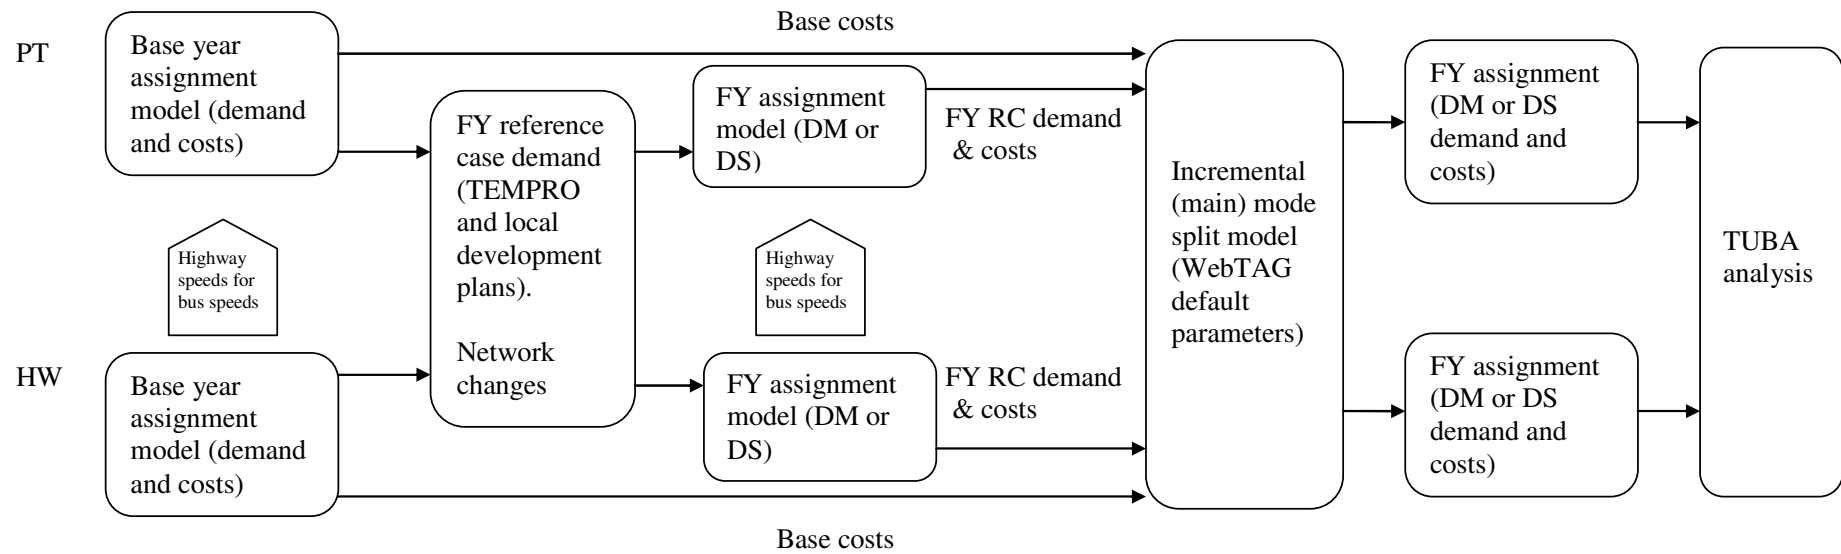 Base costs
PT
Base year
assignment
model (demand
and costs)
FY reference
case demand
(TEMPRO
and local
development
plans).
Network
changes
FY assignment
model (DM or
DS)
FY RC demand
& costs
Incremental
(main) mode
split model
(WebTAG
default
parameters)
FY assignment
(DM or DS
demand and
costs)
TUBA
analysis
Highway
speeds for
bus speeds
Highway
speeds for
bus speeds
HW
Base year
assignment
model (demand
and costs)
FY assignment
model (DM or
DS)
FY RC demand
& costs
FY assignment
(DM or DS
demand and
costs)
Base costs